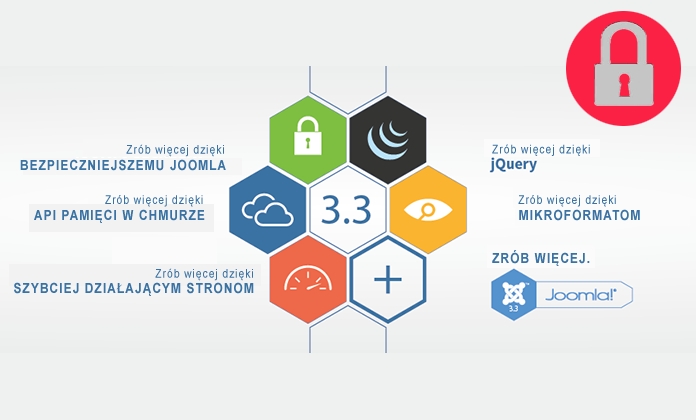 Zrób więcej dzięki
BEZPIECZNIEJSZEMU JOOMLA
Zrób więcej dzięki
API PAMIĘCI W CHMURZE
Zrób więcej dzięki
SZYBCIEJ DZIAŁAJĄCYM STRONOM
3.3
Zrób więcej dzięki
jQuery
Zrób więcej dzięki
MIKROFORMATOM
ZRÓB WIĘCEJ.
3.3
Joomla!®